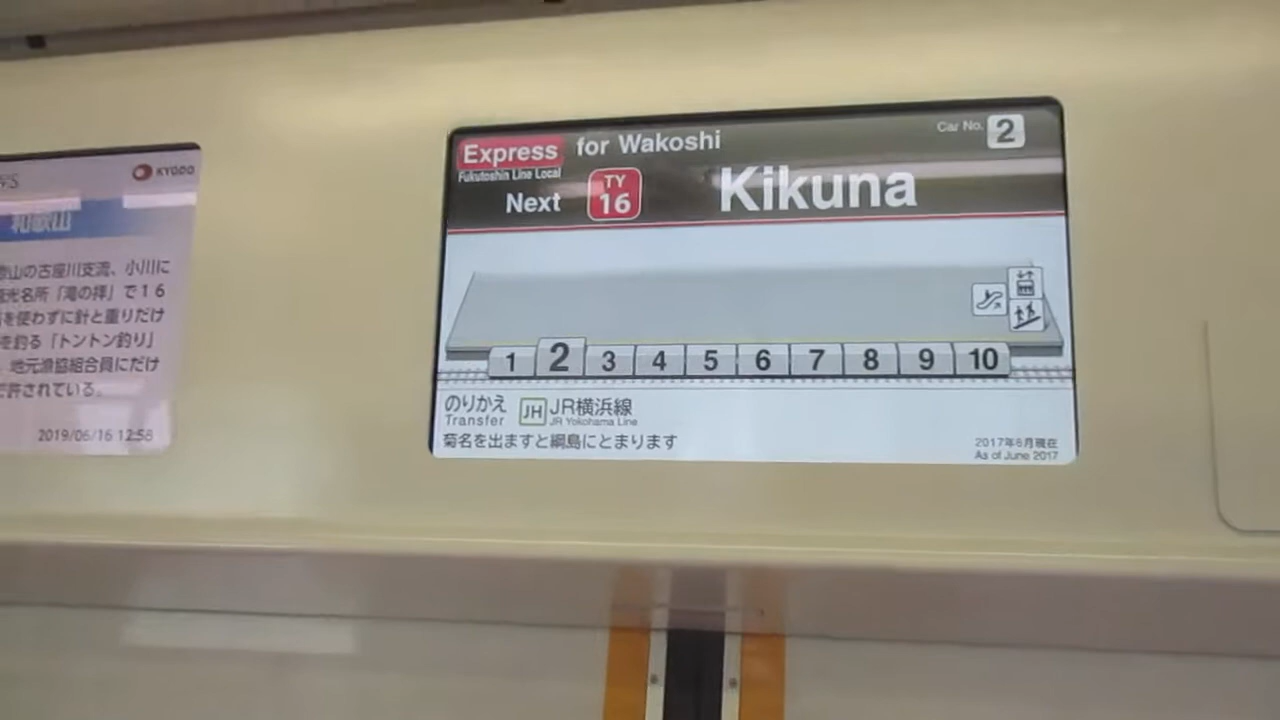 KYODO
和歌山
山の古座川支流、小川に
光名所「滝の拝」で16
を使わずに針と重りだけ
を釣る「トントン釣り」
、地元漁協組合員にだけ
で許されている。
2019/06/16 12:56
Express for Wakoshi
Car No. 2
Fukutoshin Line Local
Next TY 16 Kikuna
1 2 3 4 5 6 7 8 9 10
のりかえ JH JR横浜線
Transfer JR Yokohama Line
菊名を出ますと綱島にとまります
2017年6月現在
As of June 2017